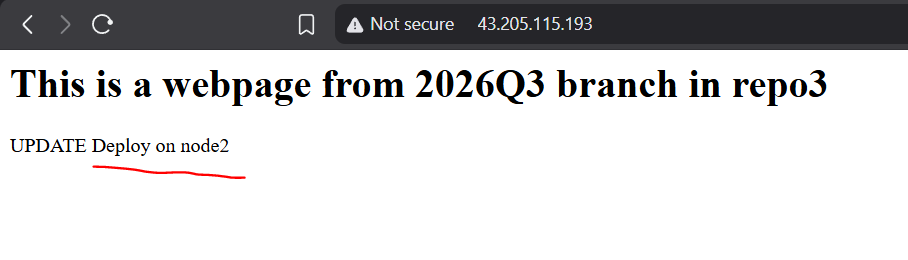 Not secure 43.205.115.193
This is a webpage from 2026Q3 branch in repo3
UPDATE Deploy on node2